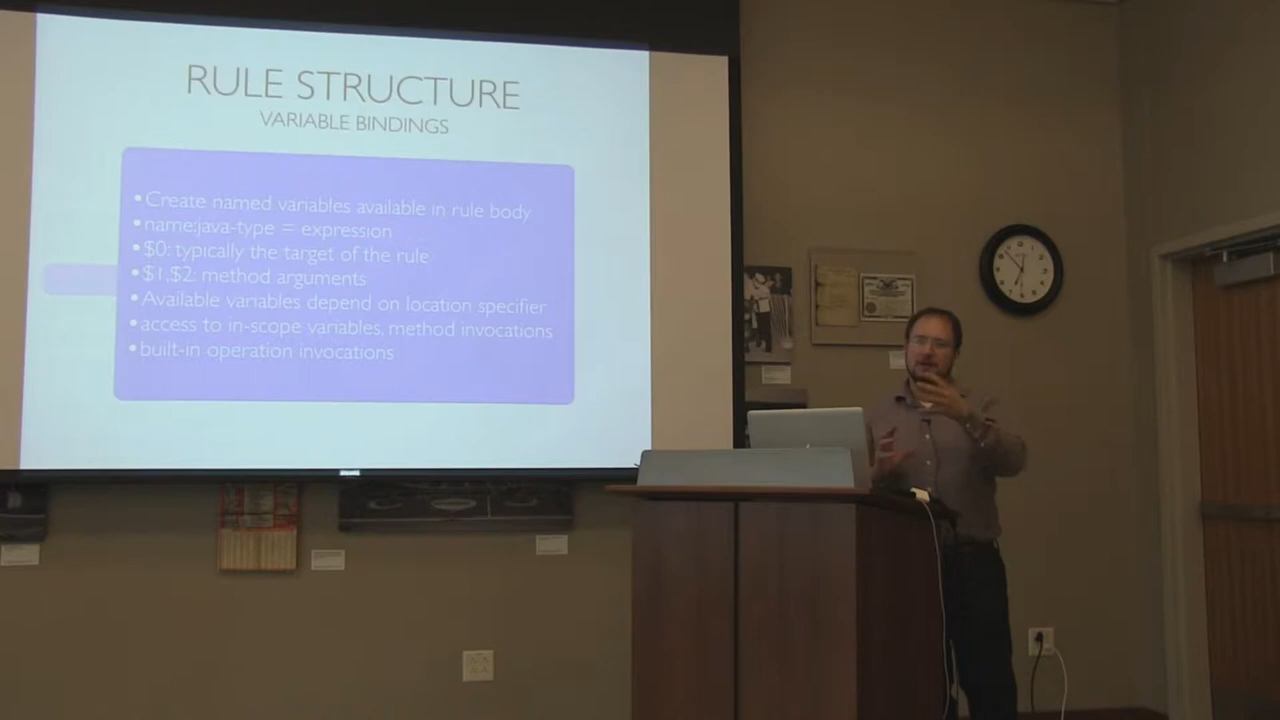 RULE STRUCTURE
VARIABLE BINDINGS
•Create named variables available in rule body
•name:java-type = expression
•$0: typically the target of the rule
•$1,$2: method arguments
•Available variables depend on location specifier
•access to in-scope variables, method invocations
•built-in operation invocations